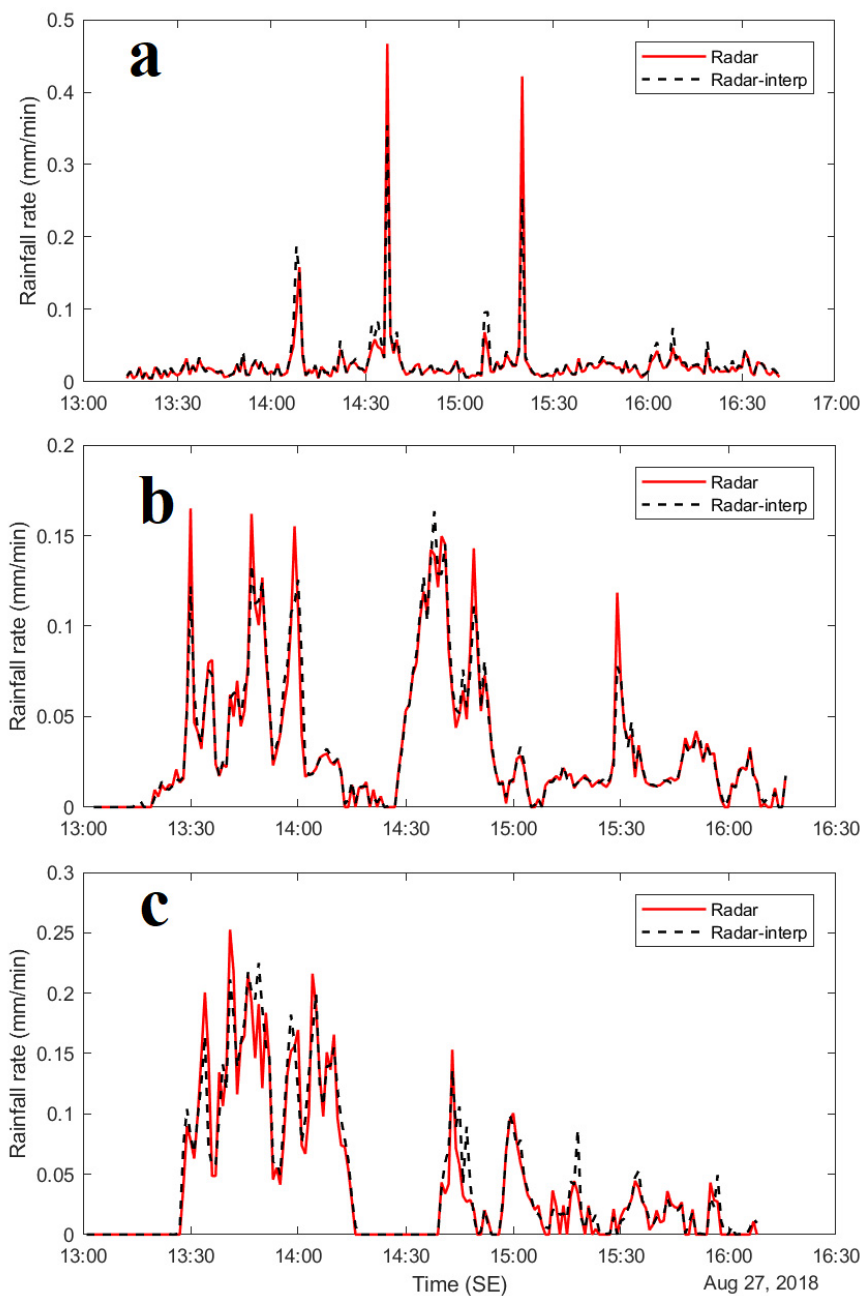 a
0.5
0.4
0.3
0.2
0.1
0
Rainfall rate (mm/min)
Radar
Radar-interp
13:00 13:30 14:00 14:30 15:00 15:30 16:00 16:30 17:00
b
0.2
0.15
0.1
0.05
0
Rainfall rate (mm/min)
Radar
Radar-interp
13:00 13:30 14:00 14:30 15:00 15:30 16:00 16:30
c
0.3
0.25
0.2
0.15
0.1
0.05
0
Rainfall rate (mm/min)
Radar
Radar-interp
13:00 13:30 14:00 14:30 15:00 15:30 16:00 16:30
Time (SE)
Aug 27, 2018